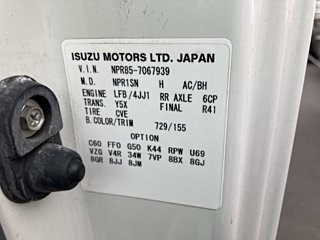 ISUZU MOTORS LTD. JAPAN
V.I.N. NPR85-7067939
M.D. NPR1SN H AC/BH
ENGINE LFB/4JJ1 RR AXLE 6CP
TRANS. Y5X FINAL R41
TIRE CVE
B.COLOR/TRIM 729/155
OPTION
C60 FF0 G50 K44 RPW U69
VZG V4R 34W 7VP 8BX 8GJ
8GR 8JJ 8JM